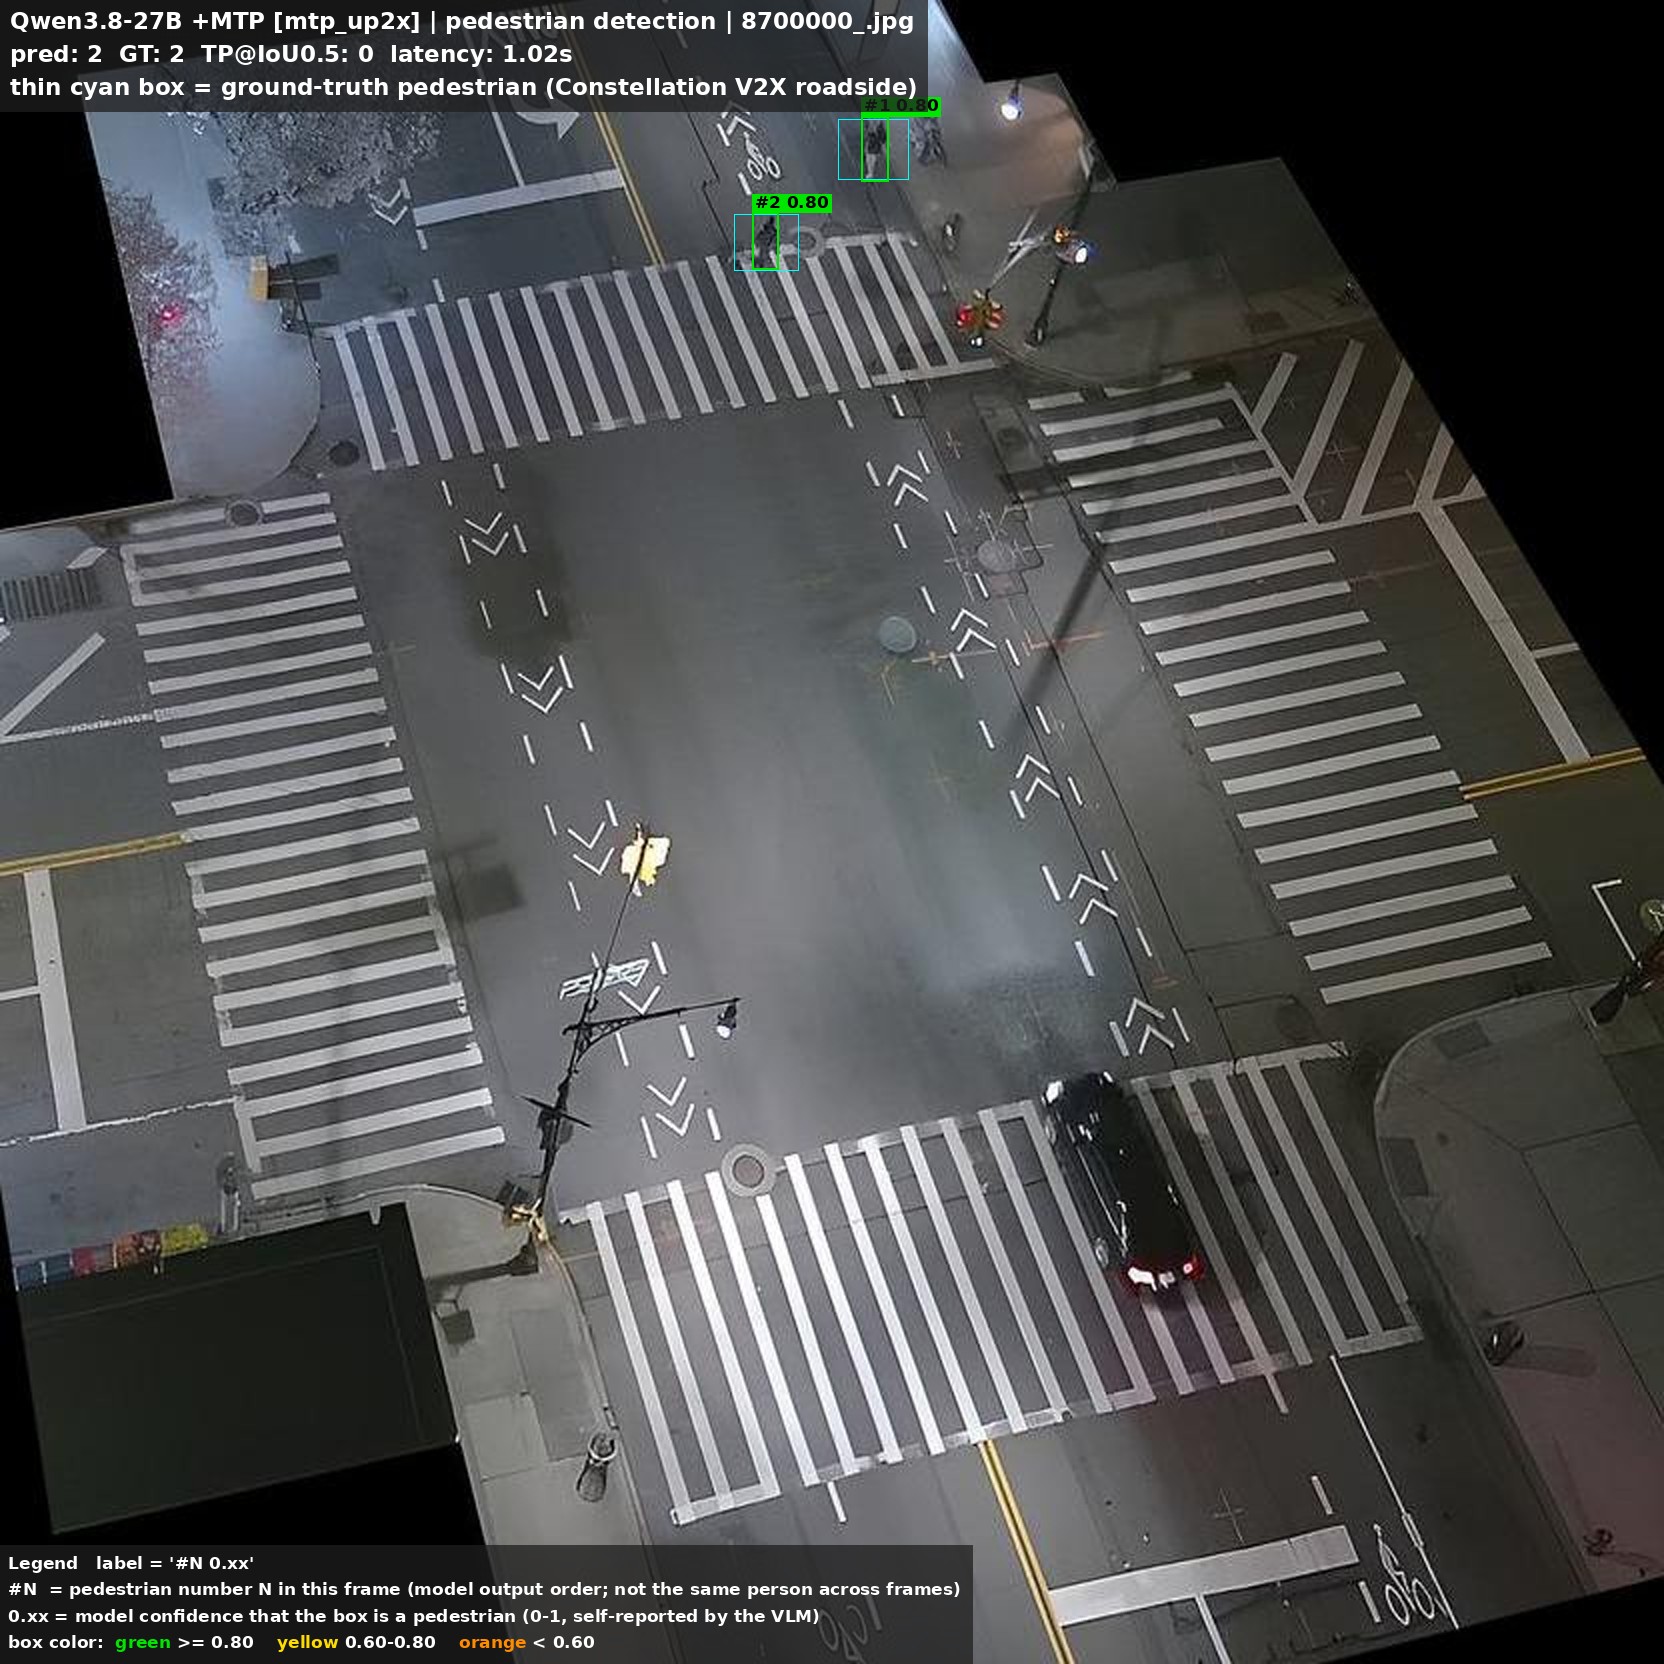 Qwen3.8-27B +MTP [mtp_up2x] | pedestrian detection | 8700000_.jpg
pred: 2  GT: 2  TP@IoU0.5: 0  latency: 1.02s
thin cyan box = ground-truth pedestrian (Constellation V2X roadside)
#1 0.80
#2 0.80
Legend   label = '#N 0.xx'
#N  = pedestrian number N in this frame (model output order; not the same person across frames)
0.xx = model confidence that the box is a pedestrian (0-1, self-reported by the VLM)
box color:  green >= 0.80    yellow 0.60-0.80    orange < 0.60